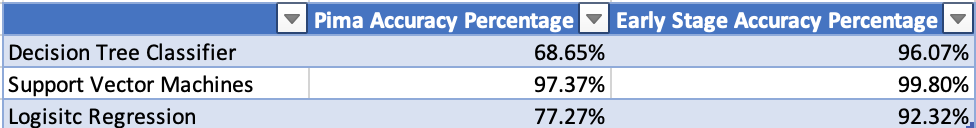 Pima Accuracy Percentage Early Stage Accuracy Percentage
Decision Tree Classifier 68.65% 96.07%
Support Vector Machines 97.37% 99.80%
Logisitc Regression 77.27% 92.32%